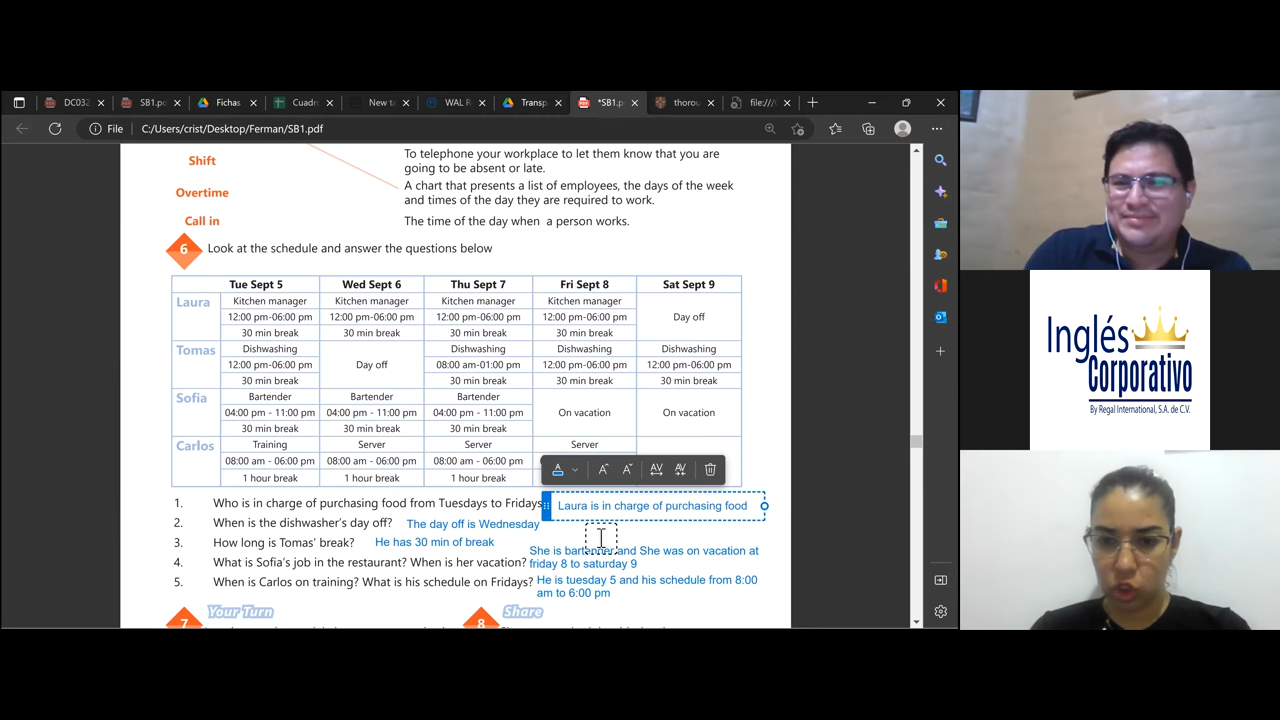 DC032
SB1.pd
Fichas
Cuadro
New ta
WAL R
Transp
*SB1.p
thorou
file:///
File
C:/Users/crist/Desktop/Ferman/SB1.pdf
Shift
To telephone your workplace to let them know that you are
going to be absent or late.
Overtime
A chart that presents a list of employees, the days of the week
and times of the day they are required to work.
Call in
The time of the day when a person works.
6 Look at the schedule and answer the questions below
Tue Sept 5 Wed Sept 6 Thu Sept 7 Fri Sept 8 Sat Sept 9
Laura Kitchen manager Kitchen manager Kitchen manager Kitchen manager
12:00 pm-06:00 pm 12:00 pm-06:00 pm 12:00 pm-06:00 pm 12:00 pm-06:00 pm Day off
30 min break 30 min break 30 min break 30 min break
Tomas Dishwashing Dishwashing Dishwashing Dishwashing
12:00 pm-06:00 pm Day off 08:00 am-01:00 pm 12:00 pm-06:00 pm 12:00 pm-06:00 pm
30 min break 30 min break 30 min break 30 min break
Sofia Bartender Bartender Bartender
04:00 pm - 11:00 pm 04:00 pm - 11:00 pm 04:00 pm - 11:00 pm On vacation On vacation
30 min break 30 min break 30 min break
Carlos Training Server Server Server
08:00 am - 06:00 pm 08:00 am - 06:00 pm 08:00 am - 06:00 pm
1 hour break 1 hour break 1 hour break
1. Who is in charge of purchasing food from Tuesdays to Fridays Laura is in charge of purchasing food
2. When is the dishwasher's day off? The day off is Wednesday
3. How long is Tomas' break? He has 30 min of break
4. What is Sofia's job in the restaurant? When is her vacation? She is bartender and She was on vacation at
friday 8 to saturday 9
5. When is Carlos on training? What is his schedule on Fridays? He is tuesday 5 and his schedule from 8:00
am to 6:00 pm
7 Your Turn
8 Share
Inglés
Corporativo
By Regal International, S.A. de C.V.